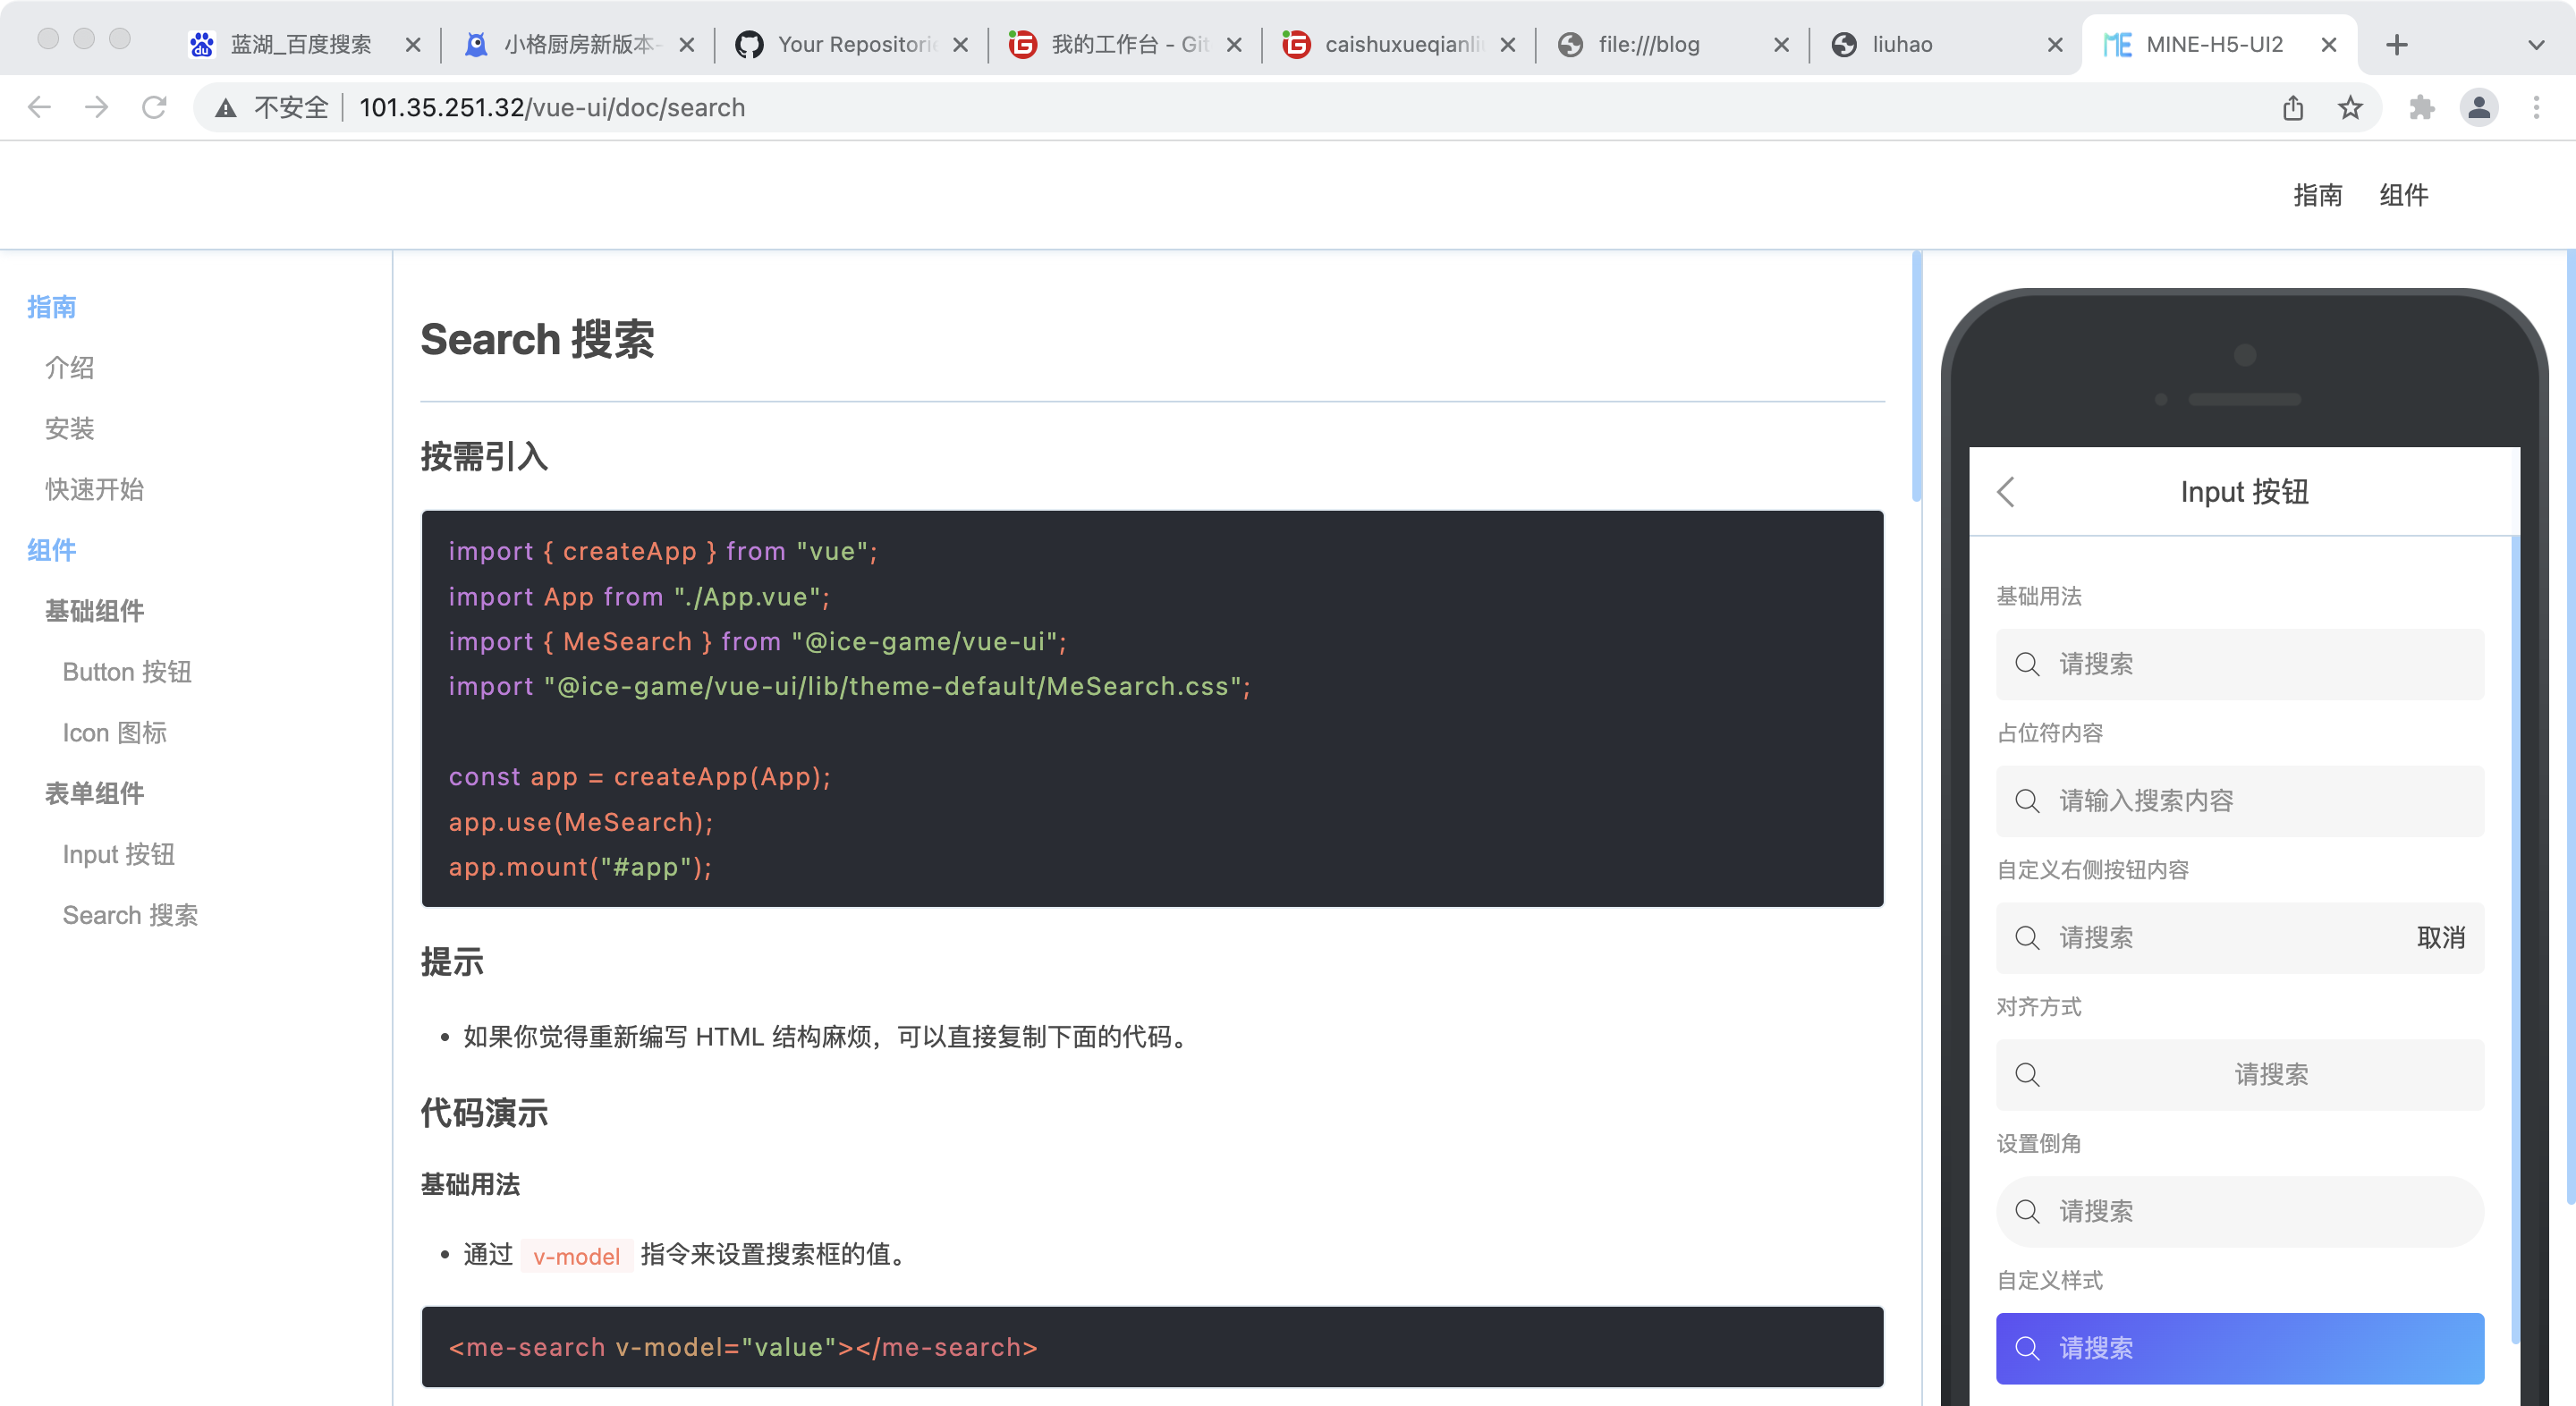 蓝湖_百度搜索
小格厨房新版本-
Your Repositorie
我的工作台 - Git
caishuxueqianliu
file:///blog
liuhao
MINE-H5-UI2
不安全
101.35.251.32/vue-ui/doc/search
指南
组件
指南
介绍
安装
快速开始
组件
基础组件
Button 按钮
Icon 图标
表单组件
Input 按钮
Search 搜索
Search 搜索
按需引入
import { createApp } from "vue";
import App from "./App.vue";
import { MeSearch } from "@ice-game/vue-ui";
import "@ice-game/vue-ui/lib/theme-default/MeSearch.css";
const app = createApp(App);
app.use(MeSearch);
app.mount("#app");
提示
• 如果你觉得重新编写 HTML 结构麻烦，可以直接复制下面的代码。
代码演示
基础用法
• 通过 v-model 指令来设置搜索框的值。
<me-search v-model="value"></me-search>
Input 按钮
基础用法
请搜索
占位符内容
请输入搜索内容
自定义右侧按钮内容
请搜索 取消
对齐方式
请搜索
设置倒角
请搜索
自定义样式
请搜索